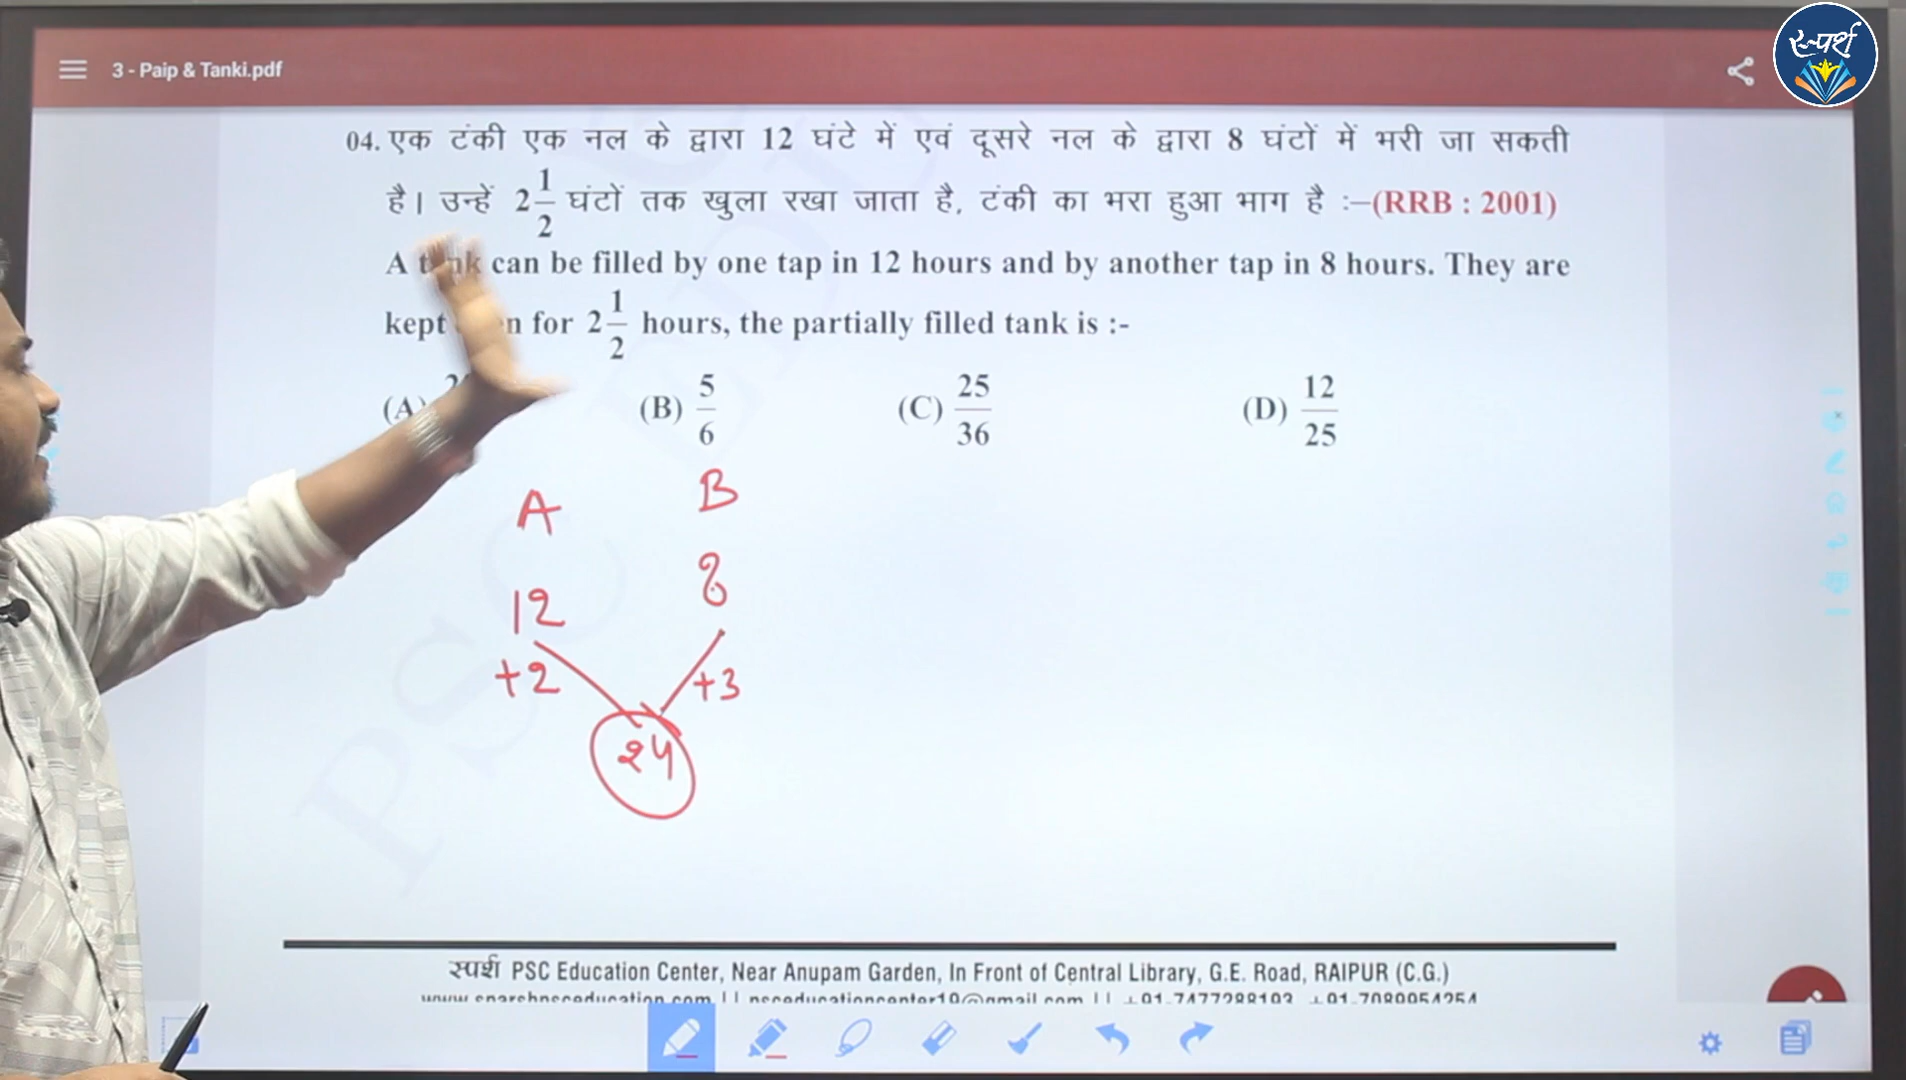 3 - Paip & Tanki.pdf
स्पर्श
04. एक टंकी एक नल के द्वारा 12 घंटे में एवं दूसरे नल के द्वारा 8 घंटों में भरी जा सकती
है। उन्हें 2 1/2 घंटों तक खुला रखा जाता है, टंकी का भरा हुआ भाग है :–(RRB : 2001)
A can be filled by one tap in 12 hours and by another tap in 8 hours. They are
kept for 2 1/2 hours, the partially filled tank is :-
(A) (B) 5/6 (C) 25/36 (D) 12/25
A B
12 8
+2 +3
24
PSC
स्पर्श PSC Education Center, Near Anupam Garden, In Front of Central Library, G.E. Road, RAIPUR (C.G.)